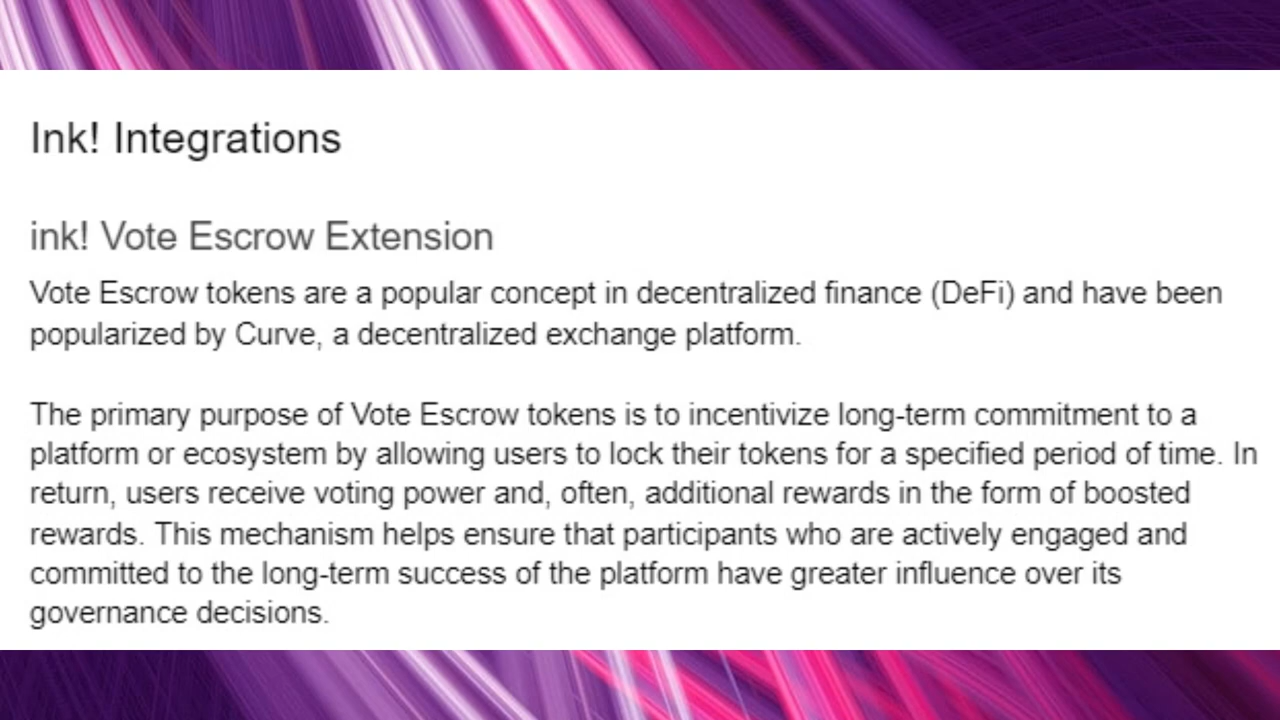 Ink! Integrations
ink! Vote Escrow Extension
Vote Escrow tokens are a popular concept in decentralized finance (DeFi) and have been
popularized by Curve, a decentralized exchange platform.
The primary purpose of Vote Escrow tokens is to incentivize long-term commitment to a
platform or ecosystem by allowing users to lock their tokens for a specified period of time. In
return, users receive voting power and, often, additional rewards in the form of boosted
rewards. This mechanism helps ensure that participants who are actively engaged and
committed to the long-term success of the platform have greater influence over its
governance decisions.